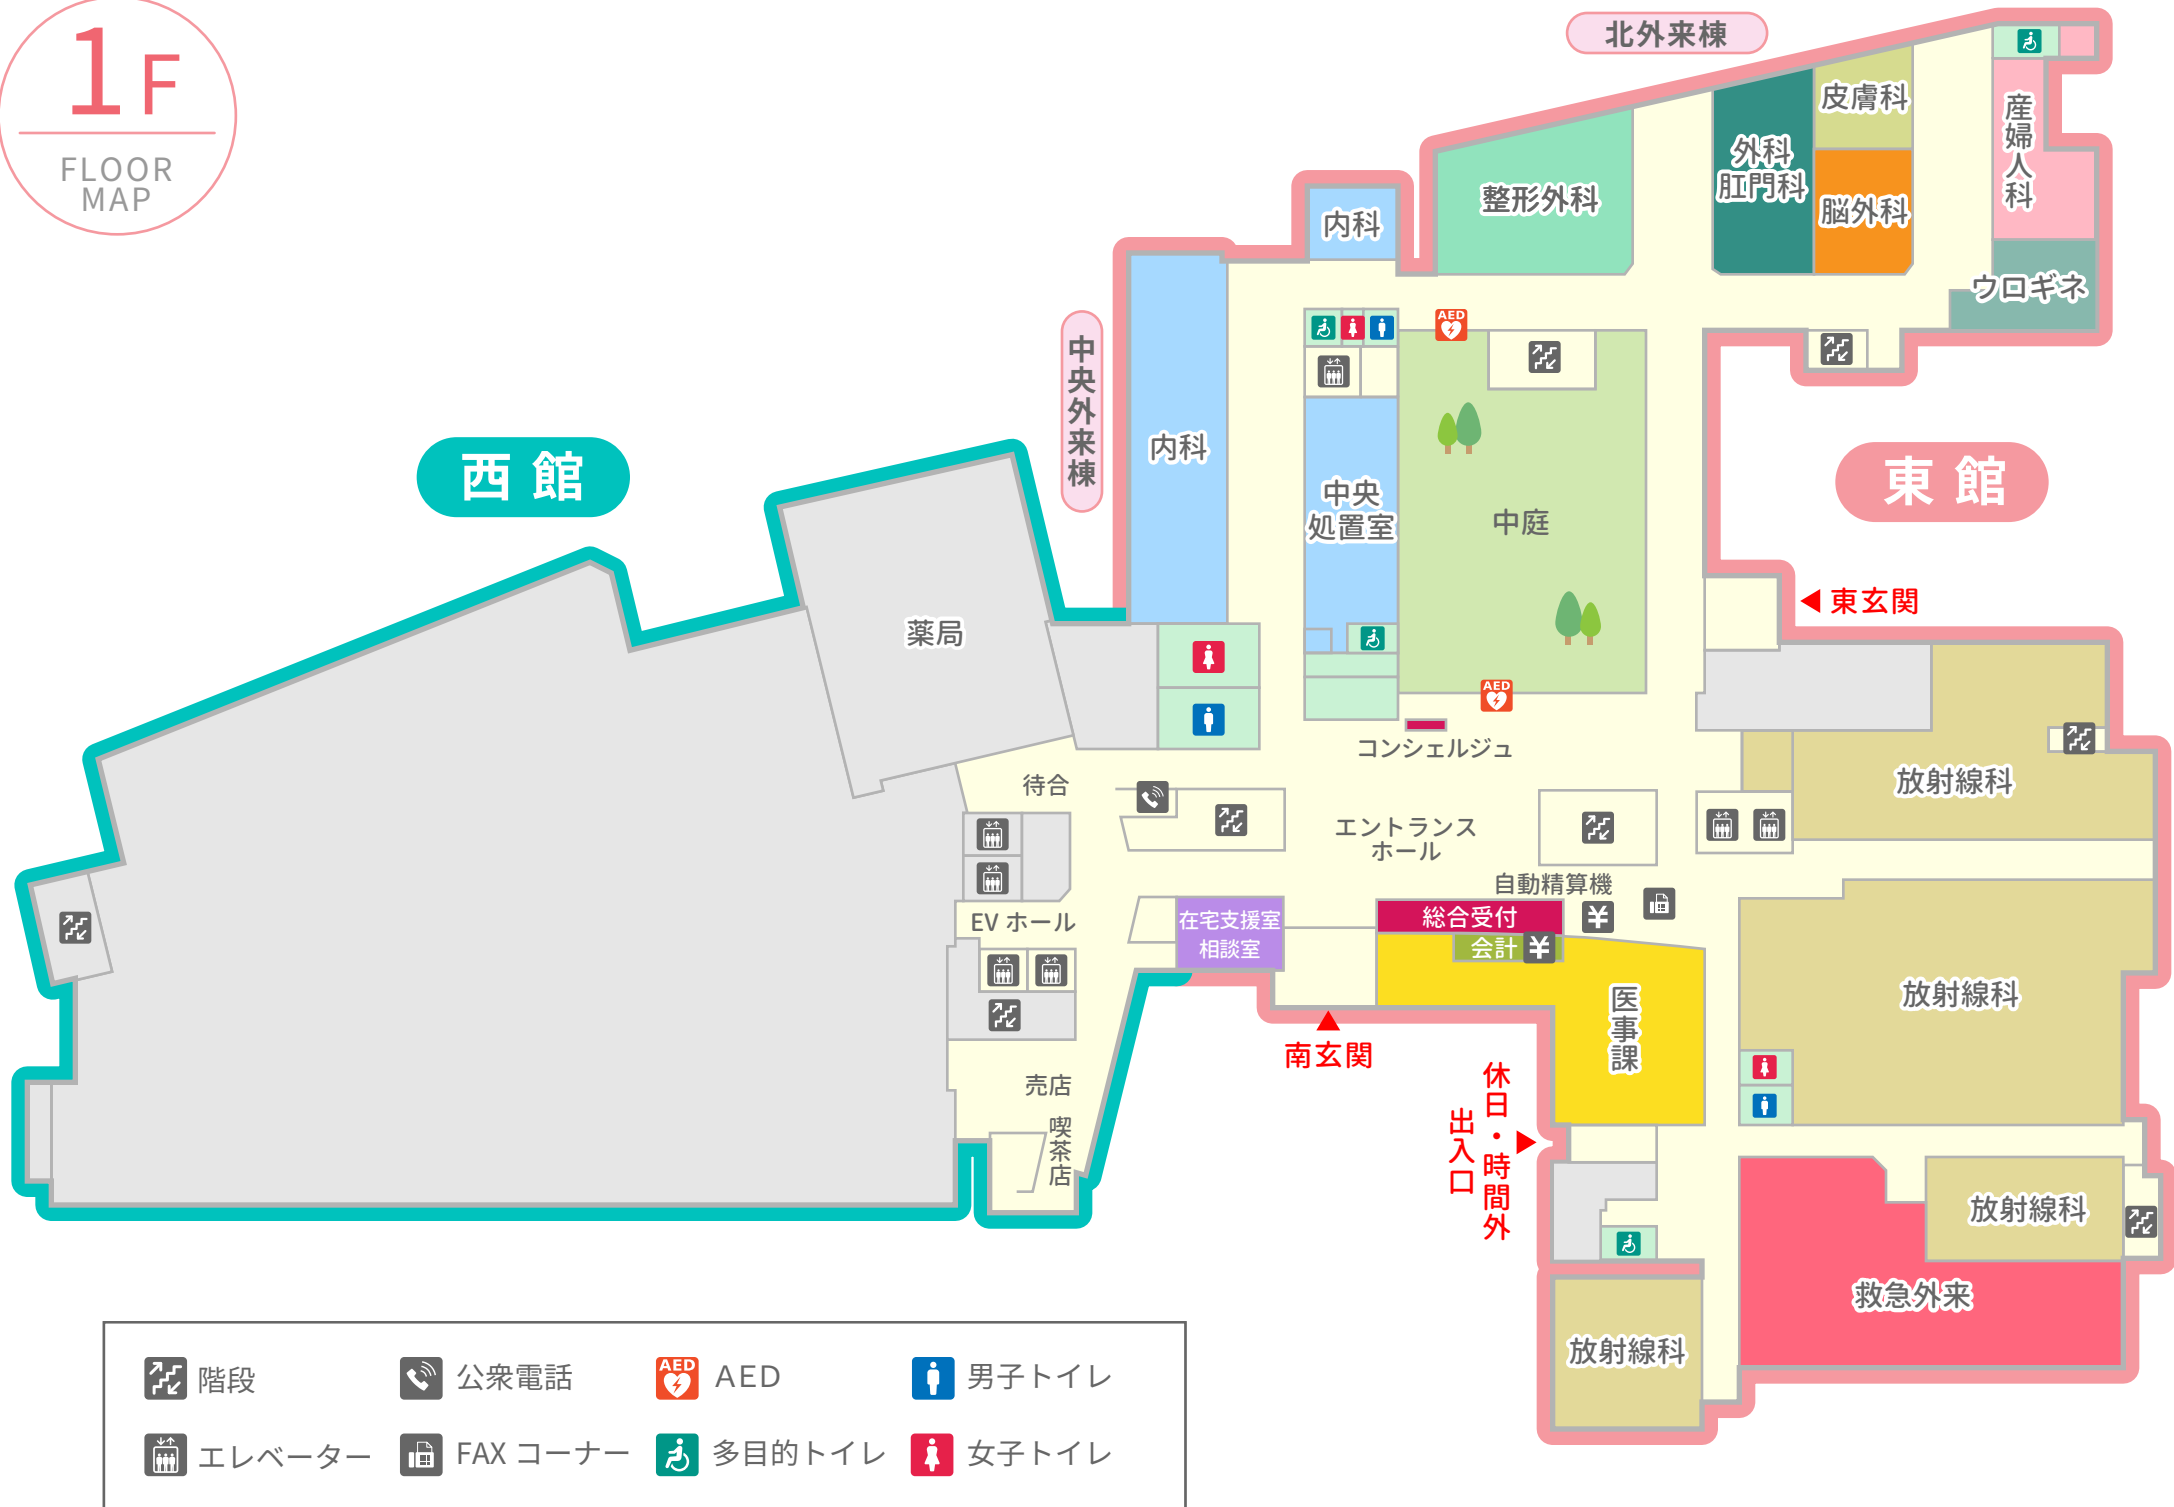 1F
FLOOR
MAP
北外来棟
皮膚科
産婦人科
外科
肛門科
整形外科
脳外科
内科
ウロギネ
AED
中央外来棟
内科
西館
東館
中央
処置室
中庭
東玄関
薬局
AED
コンシェルジュ
放射線科
待合
エントランス
ホール
自動精算機
EV ホール
在宅支援室
相談室
総合受付
¥
会計
¥
放射線科
医事課
南玄関
売店
休日・時間外
出入口
喫茶店
放射線科
救急外来
放射線科
階段
公衆電話
AED
AED
男子トイレ
エレベーター
FAX コーナー
多目的トイレ
女子トイレ